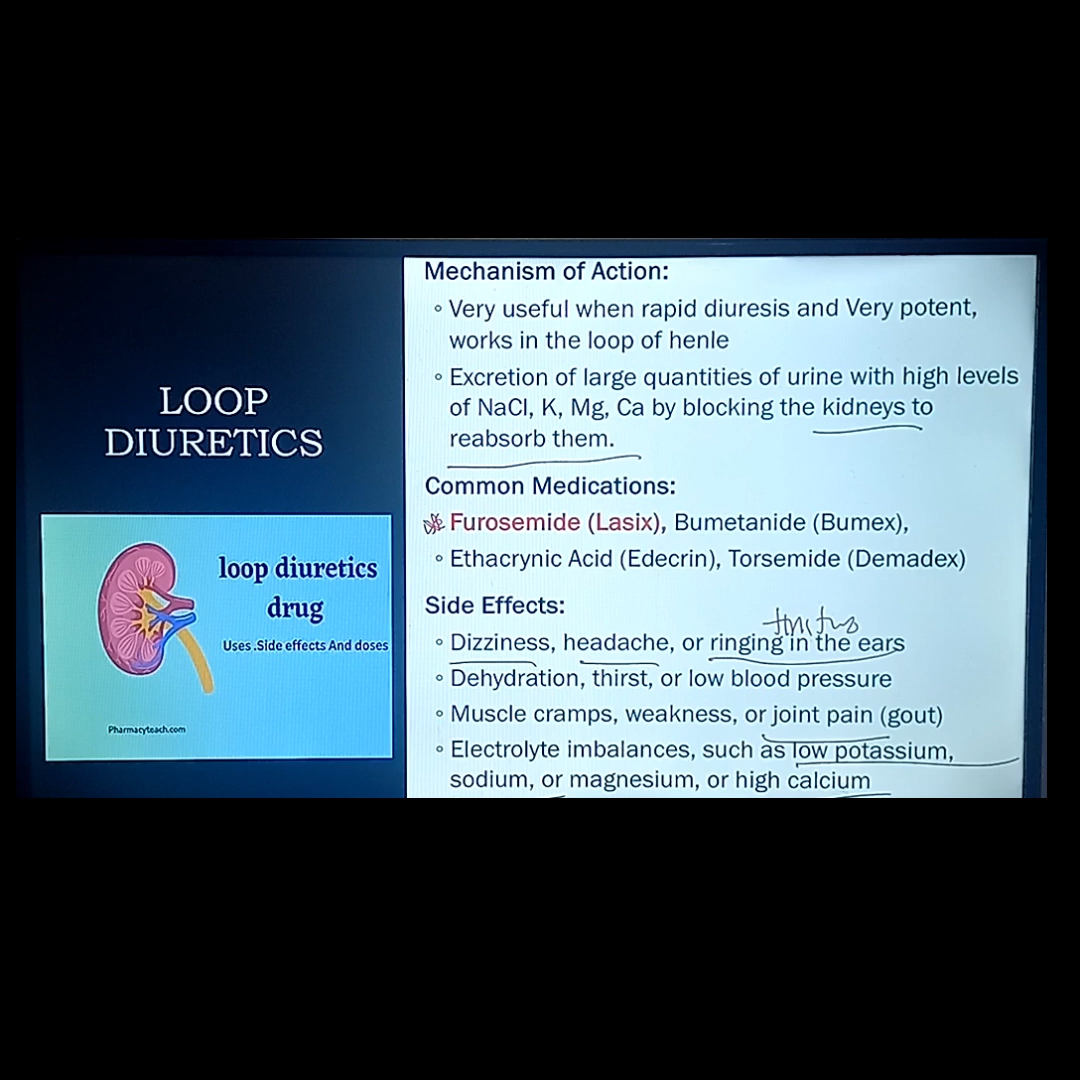 LOOP
DIURETICS
loop diuretics
drug
Uses .Side effects And doses
Pharmacyteach.com
Mechanism of Action:
◦ Very useful when rapid diuresis and Very potent,
works in the loop of henle
◦ Excretion of large quantities of urine with high levels
of NaCl, K, Mg, Ca by blocking the kidneys to
reabsorb them.
Common Medications:
Furosemide (Lasix), Bumetanide (Bumex),
◦ Ethacrynic Acid (Edecrin), Torsemide (Demadex)
Side Effects:
◦ Dizziness, headache, or ringing in the ears
◦ Dehydration, thirst, or low blood pressure
◦ Muscle cramps, weakness, or joint pain (gout)
◦ Electrolyte imbalances, such as low potassium,
sodium, or magnesium, or high calcium